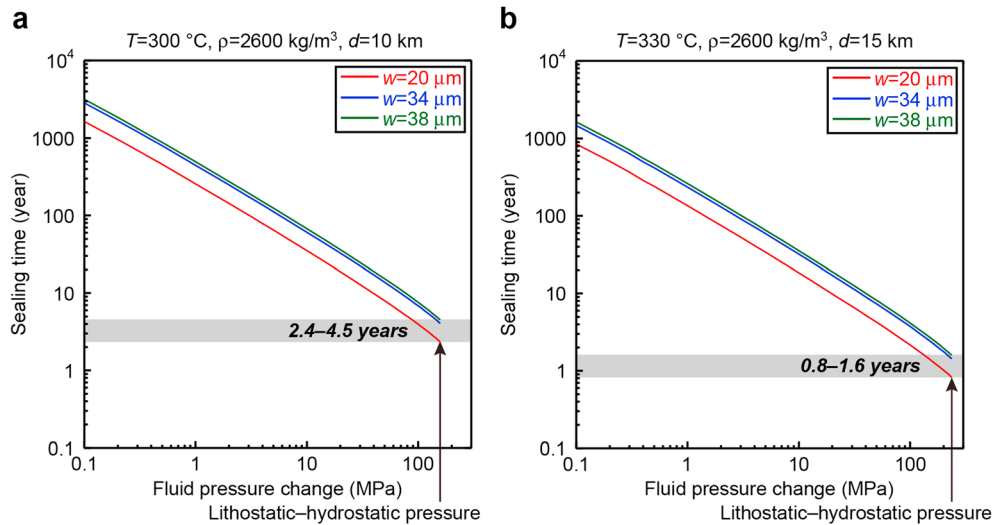 a
T=300 °C, ρ=2600 kg/m³, d=10 km
10⁴
1000
100
10
1
0.1
Sealing time (year)
w=20 μm
w=34 μm
w=38 μm
2.4–4.5 years
0.1 1 10 100
Fluid pressure change (MPa)
Lithostatic–hydrostatic pressure
b
T=330 °C, ρ=2600 kg/m³, d=15 km
10⁴
1000
100
10
1
0.1
Sealing time (year)
w=20 μm
w=34 μm
w=38 μm
0.8–1.6 years
0.1 1 10 100
Fluid pressure change (MPa)
Lithostatic–hydrostatic pressure